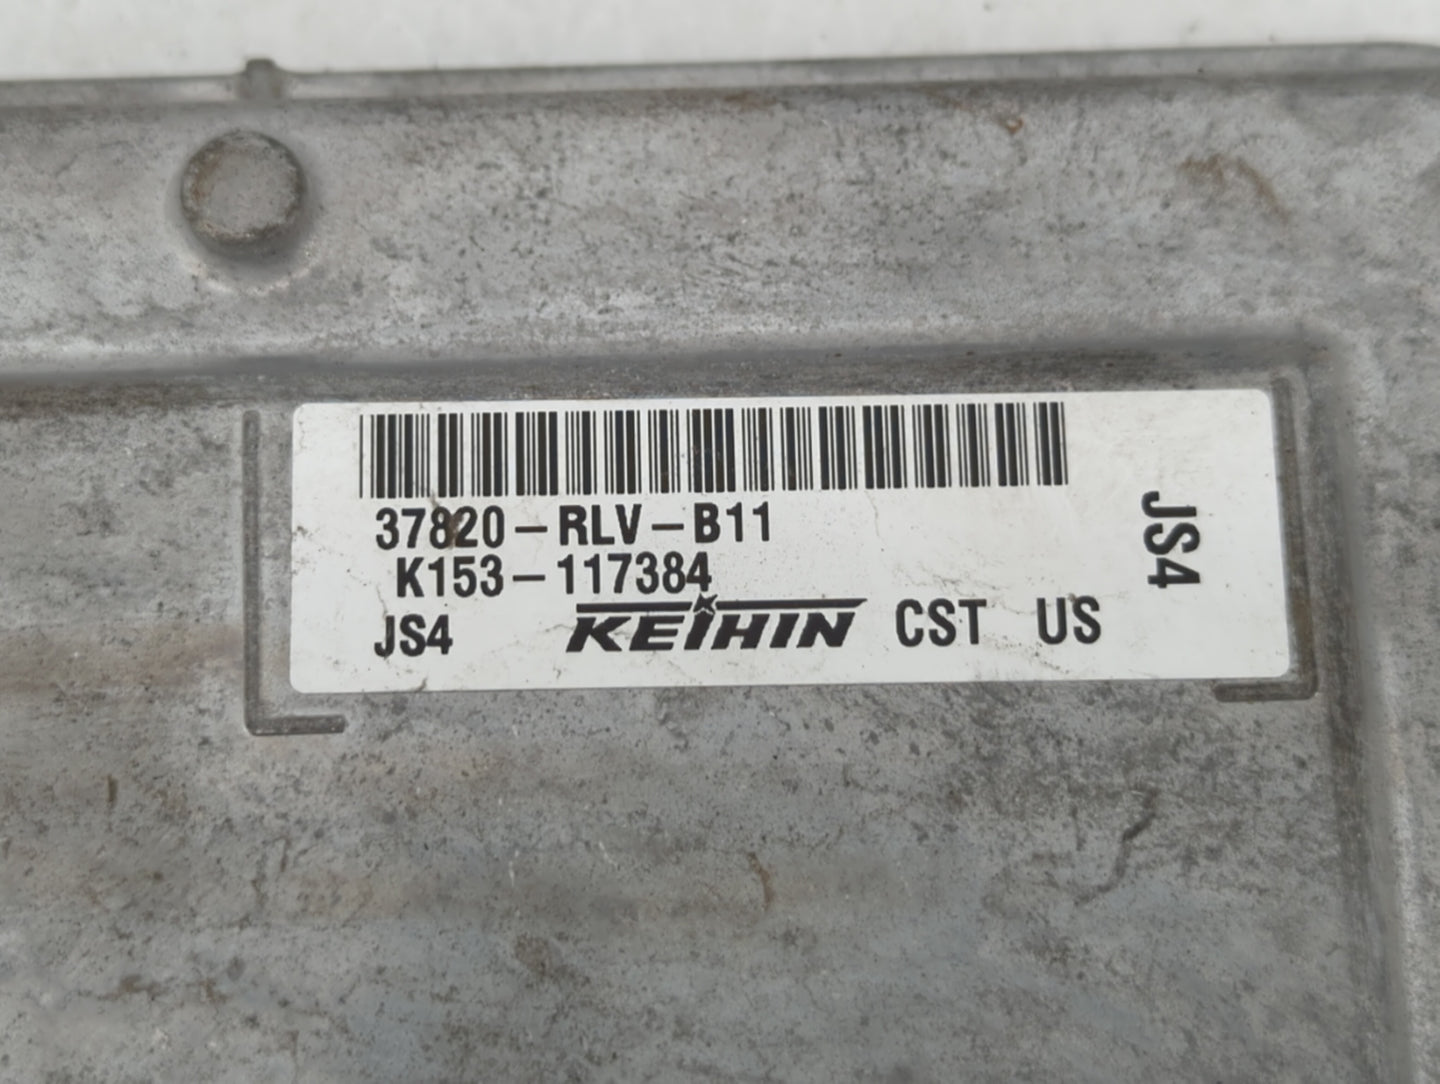 37820-RLV-B11
K153-117384
JS4 KEIHIN CST US
JS4